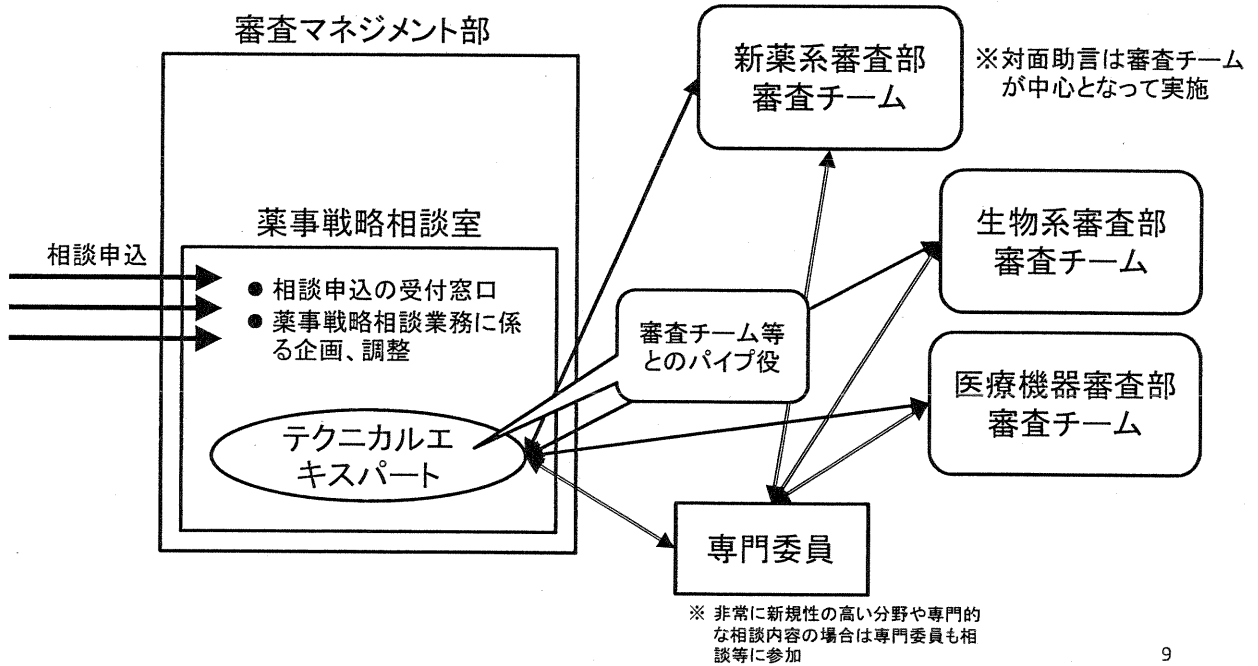 審査マネジメント部
新薬系審査部
審査チーム
※対面助言は審査チーム
が中心となって実施
生物系審査部
審査チーム
薬事戦略相談室
相談申込
● 相談申込の受付窓口
● 薬事戦略相談業務に係
る企画、調整
審査チーム等
とのパイプ役
医療機器審査部
審査チーム
テクニカルエ
キスパート
専門委員
※ 非常に新規性の高い分野や専門的
な相談内容の場合は専門委員も相
談等に参加
9